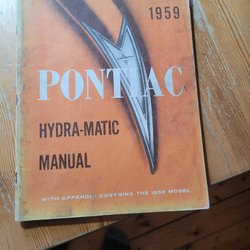 1959
PONTIAC
HYDRA-MATIC
MANUAL
WITH APPENDIX COVERING THE 1958 MODEL